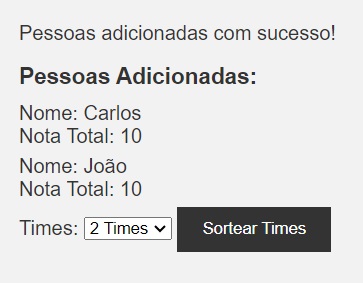 Pessoas adicionadas com sucesso!
Pessoas Adicionadas:
Nome: Carlos
Nota Total: 10
Nome: João
Nota Total: 10
Times: 2 Times Sortear Times